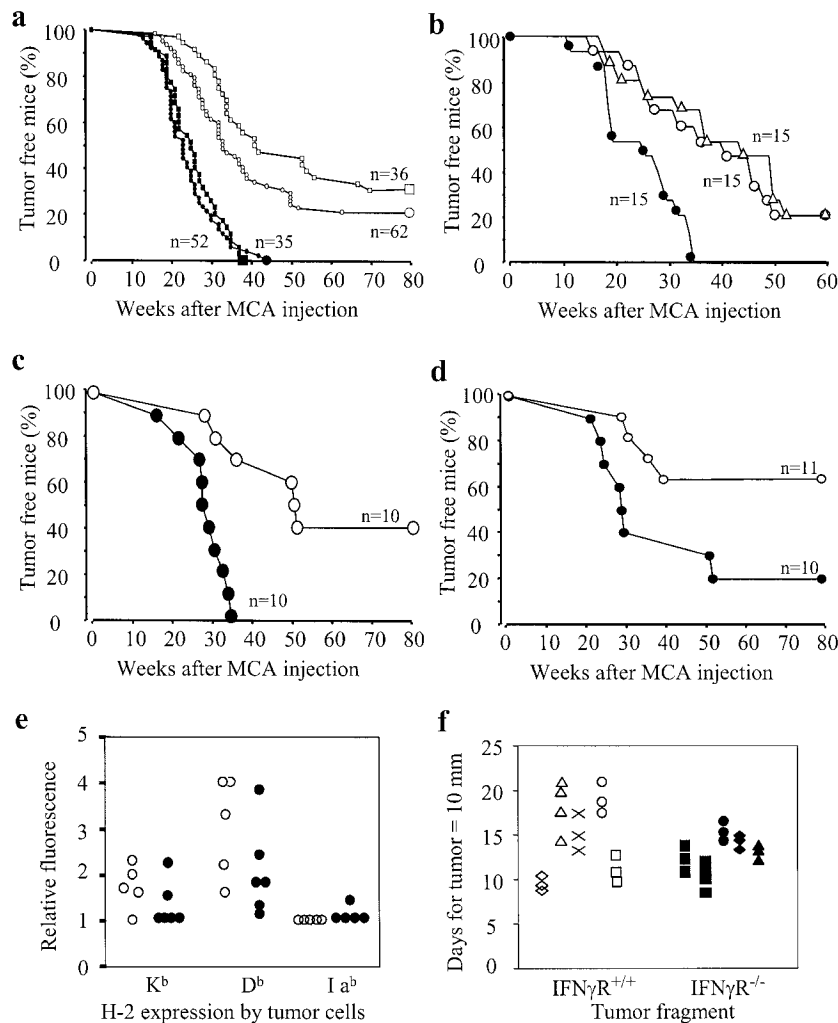 a
Tumor free mice (%)
100
80
60
40
20
0
n=36
n=62
n=52
n=35
0 10 20 30 40 50 60 70 80
Weeks after MCA injection
b
Tumor free mice (%)
100
80
60
40
20
0
n=15
n=15
n=15
0 10 20 30 40 50 60
Weeks after MCA injection
c
Tumor free mice (%)
100
80
60
40
20
0
n=10
n=10
0 10 20 30 40 50 60 70 80
Weeks after MCA injection
d
Tumor free mice (%)
100
80
60
40
20
0
n=11
n=10
0 10 20 30 40 50 60 70 80
Weeks after MCA injection
e
Relative fluorescence
5
4
3
2
1
0
Kᵇ Dᵇ I aᵇ
H-2 expression by tumor cells
f
Days for tumor = 10 mm
25
20
15
10
5
0
IFNγR⁺/⁺ IFNγR⁻/⁻
Tumor fragment